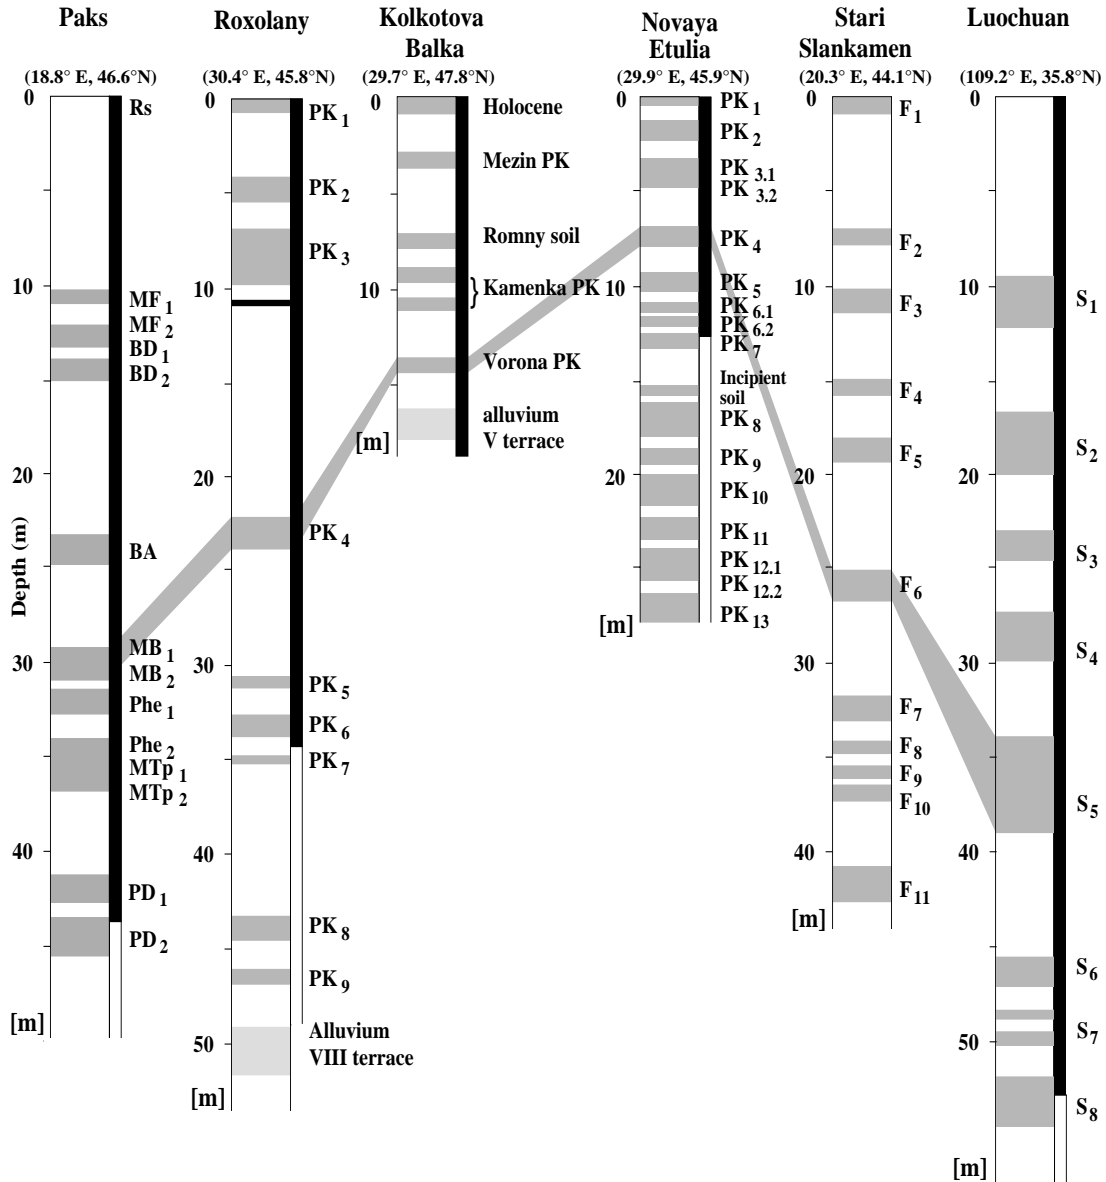 Paks
(18.8° E, 46.6°N)
0
10
20
30
40
Depth (m)
[m]
Rs
MF 1
MF 2
BD 1
BD 2
BA
MB 1
MB 2
Phe 1
Phe 2
MTp 1
MTp 2
PD 1
PD 2
Roxolany
(30.4° E, 45.8°N)
0
10
20
30
40
50
[m]
PK 1
PK 2
PK 3
PK 4
PK 5
PK 6
PK 7
PK 8
PK 9
Alluvium
VIII terrace
Kolkotova
Balka
(29.7° E, 47.8°N)
0
10
[m]
Holocene
Mezin PK
Romny soil
} Kamenka PK
Vorona PK
alluvium
V terrace
Novaya
Etulia
(29.9° E, 45.9°N)
0
10
20
[m]
PK 1
PK 2
PK 3.1
PK 3.2
PK 4
PK 5
PK 6.1
PK 6.2
PK 7
Incipient
soil
PK 8
PK 9
PK 10
PK 11
PK 12.1
PK 12.2
PK 13
Stari
Slankamen
(20.3° E, 44.1°N)
0
10
20
30
40
[m]
F 1
F 2
F 3
F 4
F 5
F 6
F 7
F 8
F 9
F 10
F 11
Luochuan
(109.2° E, 35.8°N)
0
10
20
30
40
50
[m]
S 1
S 2
S 3
S 4
S 5
S 6
S 7
S 8